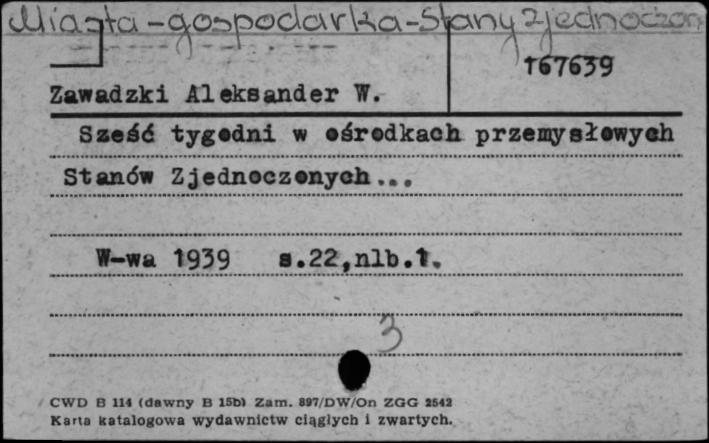 Miasta - gospodarka - Stany Zjednoczon
167639
Zawadzki Aleksander W.
Sześć tygodni w ośrodkach przemysłowych
Stanów Zjednoczonych...
W-wa 1939 s.22,nlb.1.
3
CWD B 114 (dawny B 15b) Zam. 897/DW/On ZGG 2542
Karta katalogowa wydawnictw ciągłych i zwartych.